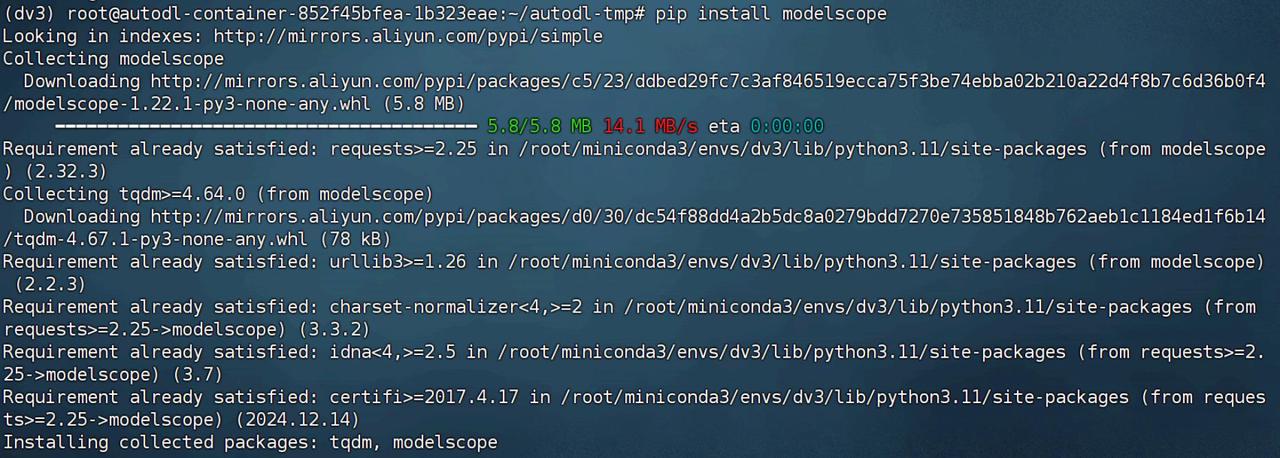 (dv3) root@autodl-container-852f45bfea-1b323eae:~/autodl-tmp# pip install modelscope
Looking in indexes: http://mirrors.aliyun.com/pypi/simple
Collecting modelscope
  Downloading http://mirrors.aliyun.com/pypi/packages/c5/23/ddbed29fc7c3af846519ecca75f3be74ebba02b210a22d4f8b7c6d36b0f4
/modelscope-1.22.1-py3-none-any.whl (5.8 MB)
5.8/5.8 MB 14.1 MB/s eta 0:00:00
Requirement already satisfied: requests>=2.25 in /root/miniconda3/envs/dv3/lib/python3.11/site-packages (from modelscope
) (2.32.3)
Collecting tqdm>=4.64.0 (from modelscope)
  Downloading http://mirrors.aliyun.com/pypi/packages/d0/30/dc54f88dd4a2b5dc8a0279bdd7270e735851848b762aeb1c1184ed1f6b14
/tqdm-4.67.1-py3-none-any.whl (78 kB)
Requirement already satisfied: urllib3>=1.26 in /root/miniconda3/envs/dv3/lib/python3.11/site-packages (from modelscope)
 (2.2.3)
Requirement already satisfied: charset-normalizer<4,>=2 in /root/miniconda3/envs/dv3/lib/python3.11/site-packages (from
requests>=2.25->modelscope) (3.3.2)
Requirement already satisfied: idna<4,>=2.5 in /root/miniconda3/envs/dv3/lib/python3.11/site-packages (from requests>=2.
25->modelscope) (3.7)
Requirement already satisfied: certifi>=2017.4.17 in /root/miniconda3/envs/dv3/lib/python3.11/site-packages (from reques
ts>=2.25->modelscope) (2024.12.14)
Installing collected packages: tqdm, modelscope